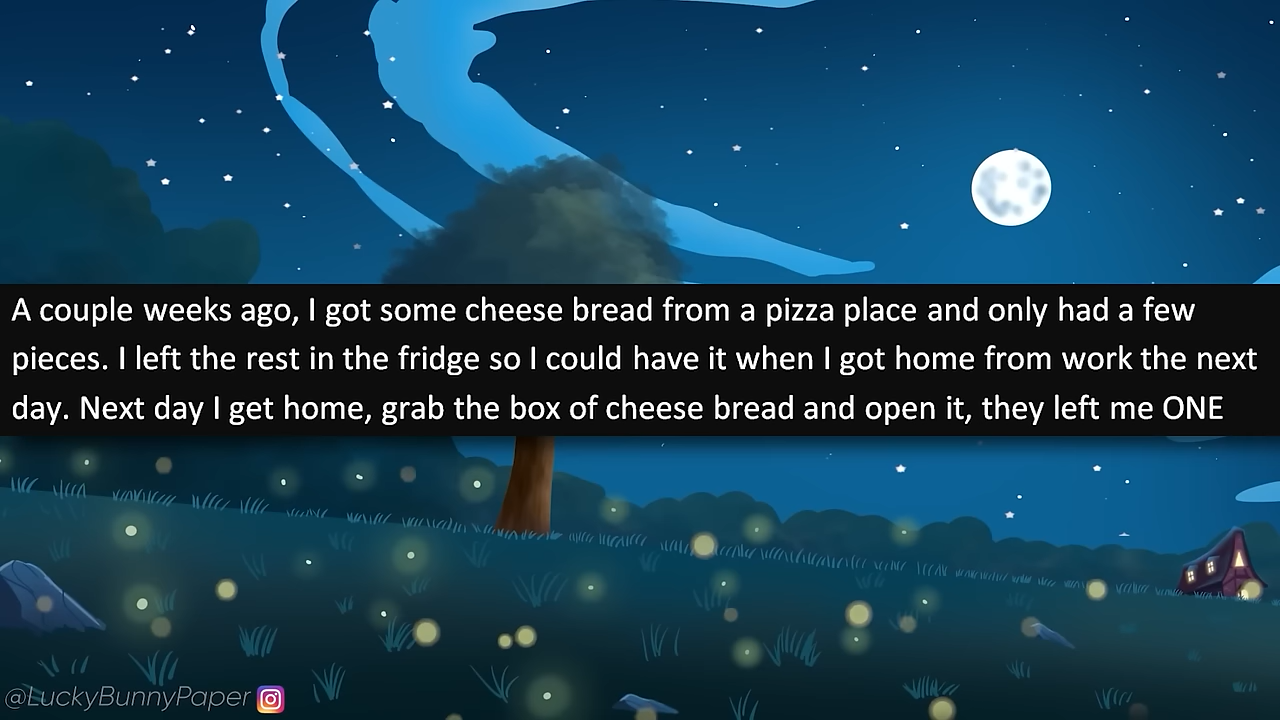 A couple weeks ago, I got some cheese bread from a pizza place and only had a few
pieces. I left the rest in the fridge so I could have it when I got home from work the next
day. Next day I get home, grab the box of cheese bread and open it, they left me ONE
@LuckyBunnyPaper